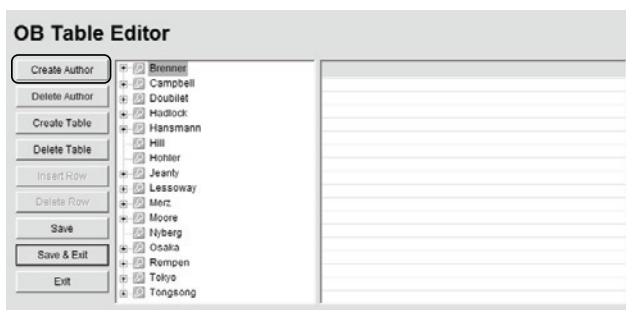 OB Table Editor
Create Author
Delete Author
Create Table
Delete Table
Insert Row
Delete Row
Save
Save & Exit
Exit
Brenner
Campbell
Doubilet
Hadlock
Hansmann
Hill
Hohler
Jeanty
Lessoway
Merz
Moore
Nyberg
Osaka
Rempen
Tokyo
Tongsong